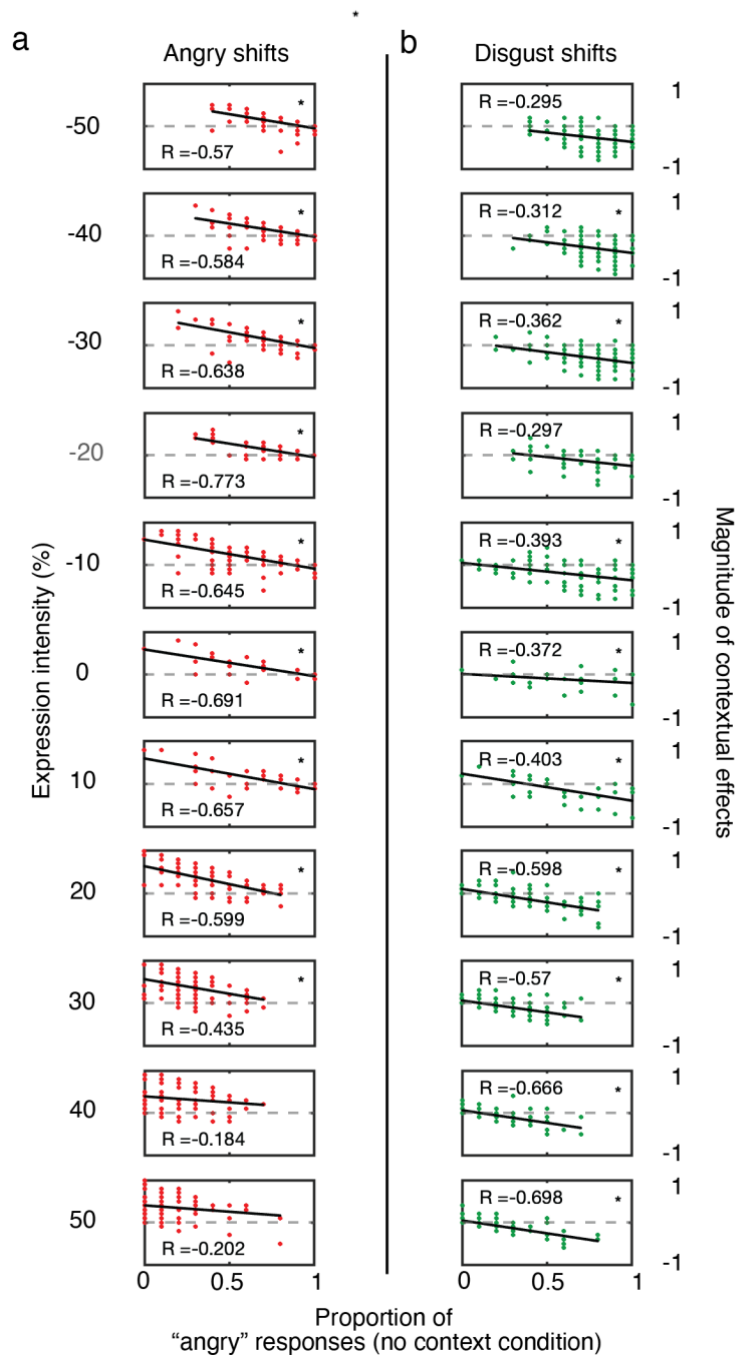 *
a
Angry shifts
b
Disgust shifts
-50
*
R =-0.57
R =-0.295
1
-1
-40
*
R =-0.584
R =-0.312
*
1
-1
-30
*
R =-0.638
R =-0.362
*
1
-1
-20
*
R =-0.773
R =-0.297
*
1
-1
-10
*
R =-0.645
R =-0.393
*
1
-1
0
*
R =-0.691
R =-0.372
*
1
-1
10
*
R =-0.657
R =-0.403
*
1
-1
20
*
R =-0.599
R =-0.598
*
1
-1
30
*
R =-0.435
R =-0.57
*
1
-1
40
R =-0.184
R =-0.666
*
1
-1
50
R =-0.202
R =-0.698
*
1
-1
Expression intensity (%)
Magnitude of contextual effects
0 0.5 1
0 0.5 1
Proportion of
“angry” responses (no context condition)